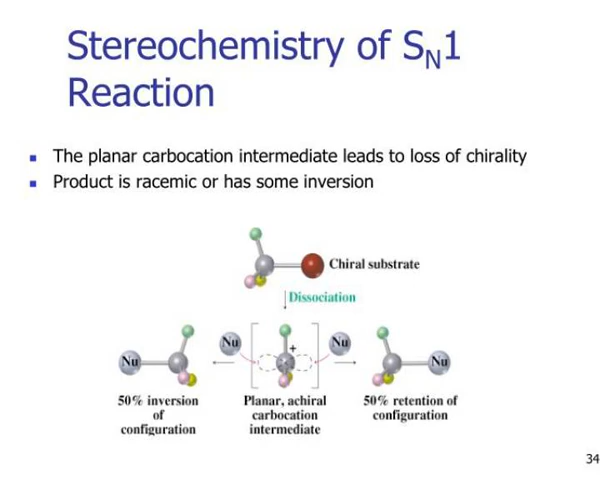 Stereochemistry of SN1
Reaction
The planar carbocation intermediate leads to loss of chirality
Product is racemic or has some inversion
Chiral substrate
Dissociation
Nu
Nu
+
Nu
Nu
50% inversion
of
configuration
Planar, achiral
carbocation
intermediate
50% retention of
configuration
34